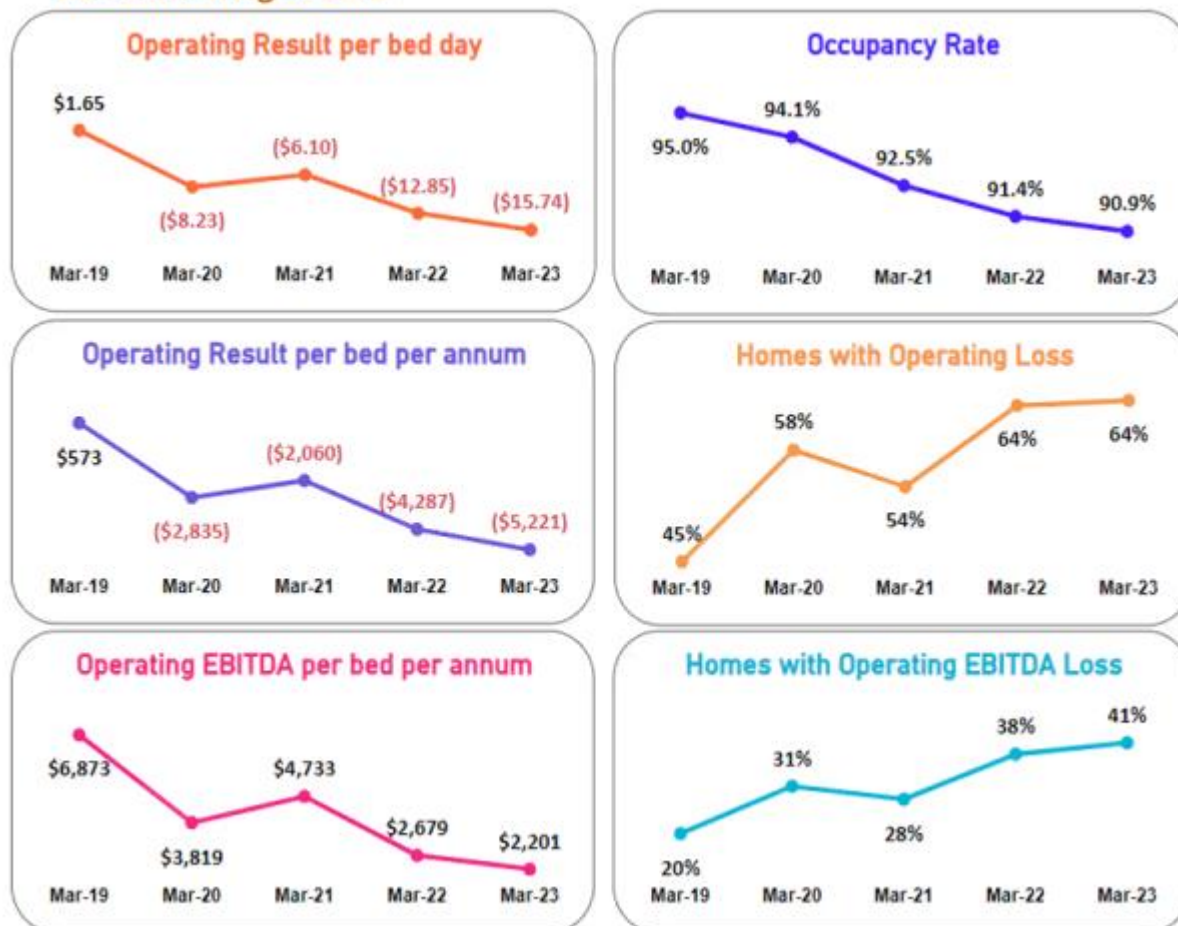 Operating Result per bed day
$1.65
($8.23)
($6.10)
($12.85)
($15.74)
Mar-19 Mar-20 Mar-21 Mar-22 Mar-23
Occupancy Rate
95.0%
94.1%
92.5%
91.4%
90.9%
Mar-19 Mar-20 Mar-21 Mar-22 Mar-23
Operating Result per bed per annum
$573
($2,835)
($2,060)
($4,287)
($5,221)
Mar-19 Mar-20 Mar-21 Mar-22 Mar-23
Homes with Operating Loss
45%
58%
54%
64%
64%
Mar-19 Mar-20 Mar-21 Mar-22 Mar-23
Operating EBITDA per bed per annum
$6,873
$3,819
$4,733
$2,679
$2,201
Mar-19 Mar-20 Mar-21 Mar-22 Mar-23
Homes with Operating EBITDA Loss
20%
31%
28%
38%
41%
Mar-19 Mar-20 Mar-21 Mar-22 Mar-23